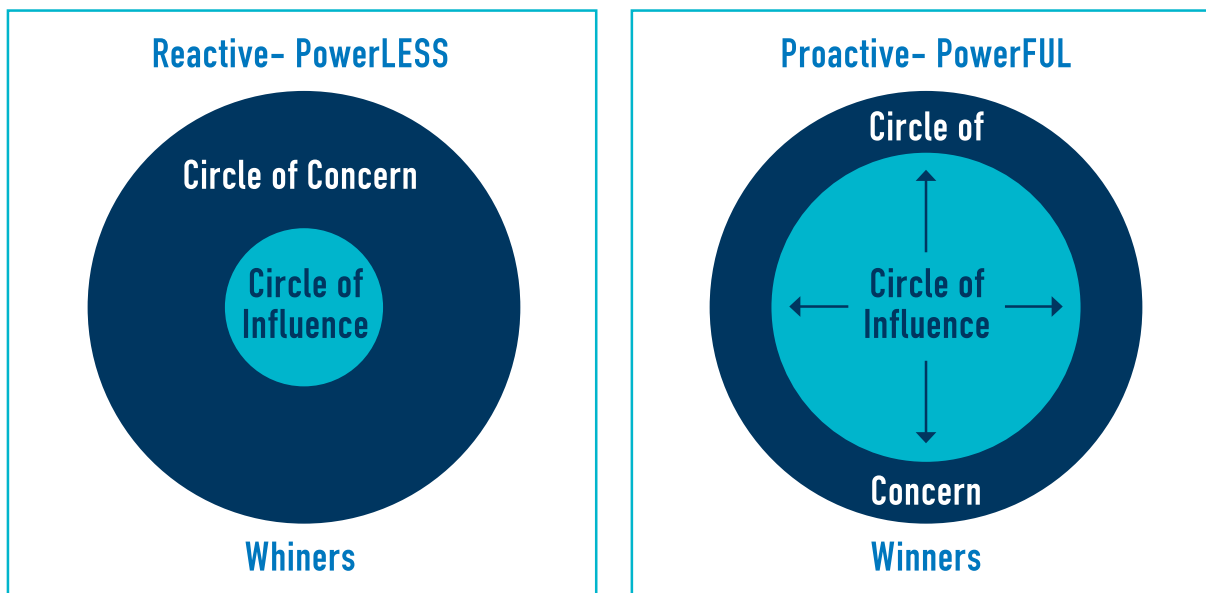 Reactive- PowerLESS
Circle of Concern
Circle of
Influence
Whiners
Proactive- PowerFUL
Circle of
Circle of
Influence
Concern
Winners